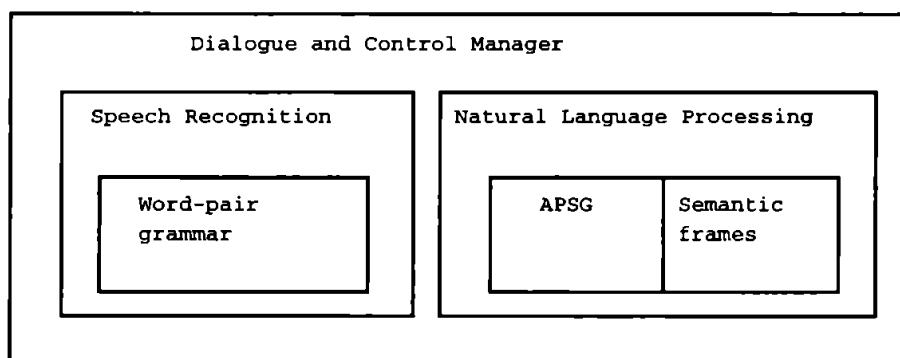 Dialogue and Control Manager
Speech Recognition
Natural Language Processing
Word-pair
grammar
APSG
Semantic
frames